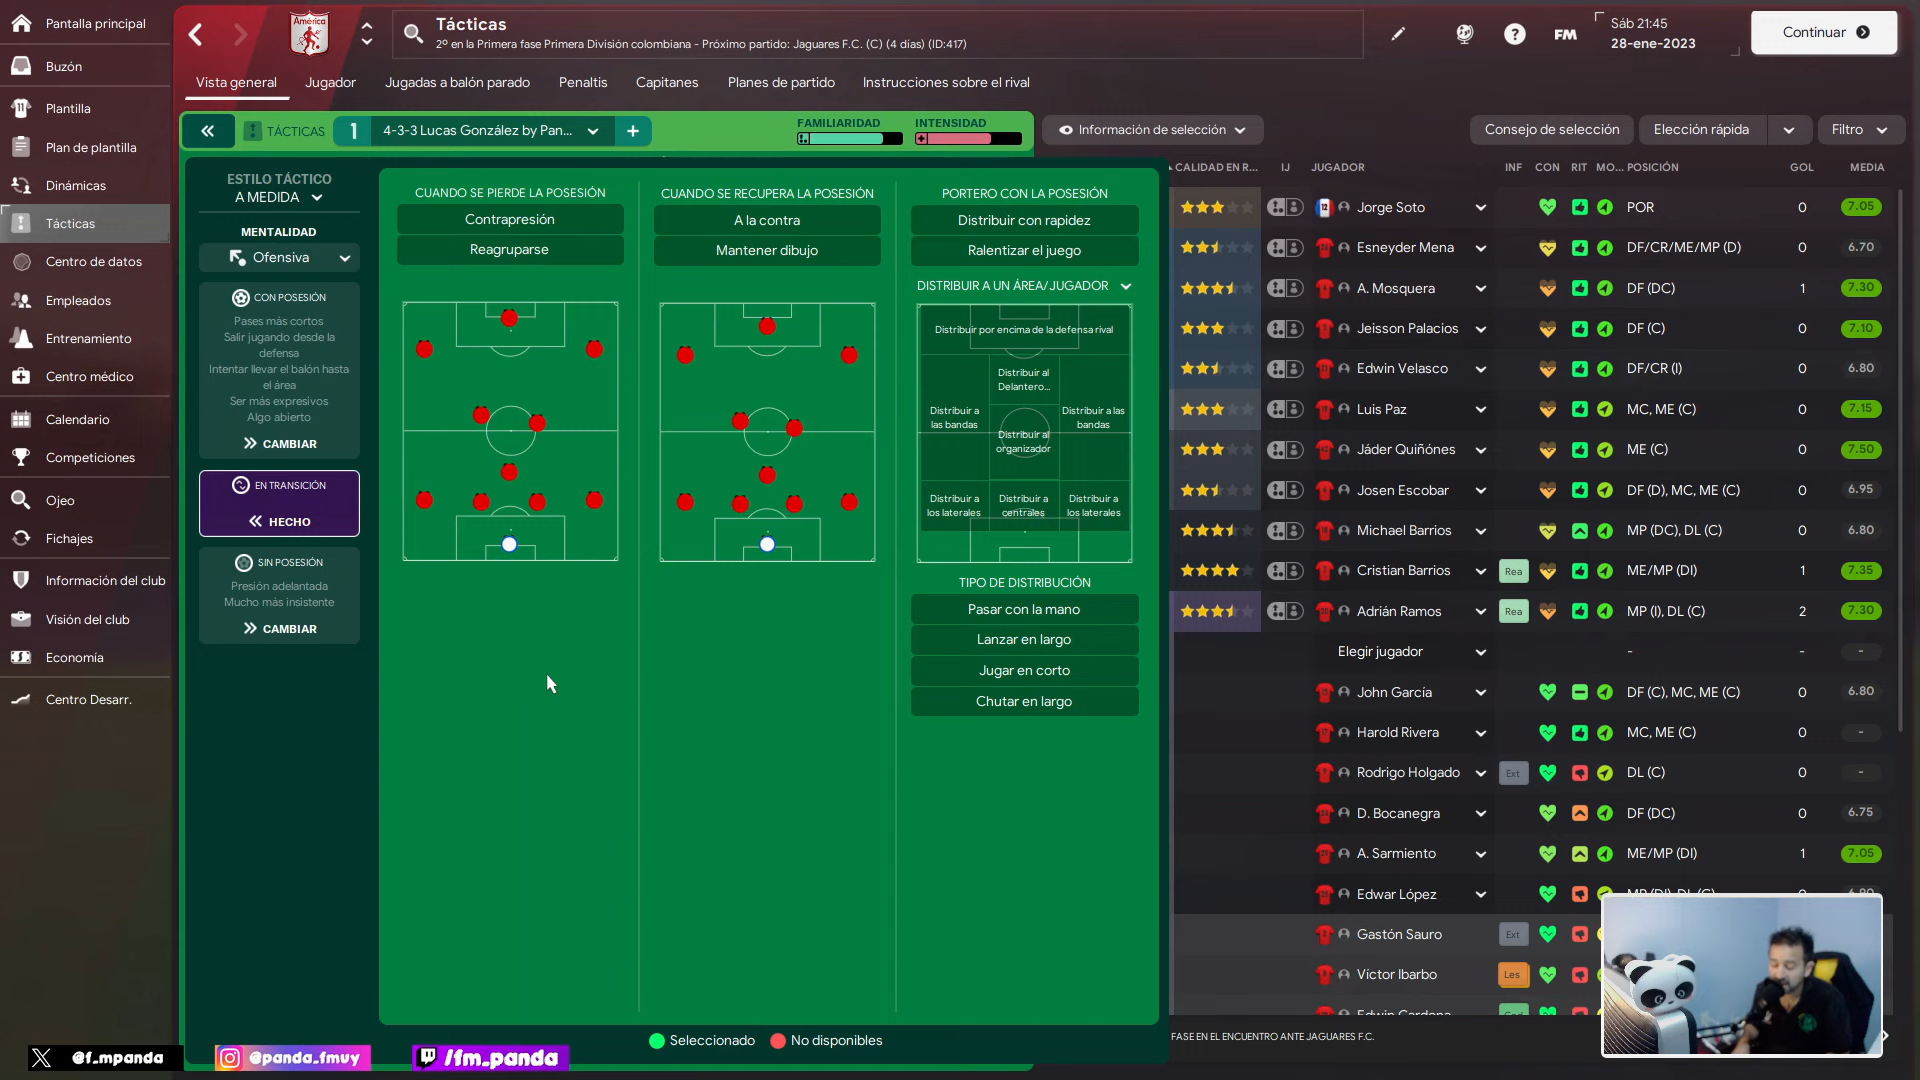 Pantalla principal
Buzón
Plantilla
Plan de plantilla
Dinámicas
Tácticas
Centro de datos
Empleados
Entrenamiento
Centro médico
Calendario
Competiciones
Ojeo
Fichajes
Información del club
Visión del club
Economía
Centro Desarr.
América
Tácticas
2º en la Primera fase Primera División colombiana - Próximo partido: Jaguares F.C. (C) (4 días) (ID:417)
FM
Sáb 21:45
28-ene-2023
Continuar
Vista general
Jugador
Jugadas a balón parado
Penaltis
Capitanes
Planes de partido
Instrucciones sobre el rival
TÁCTICAS
1
4-3-3 Lucas González by Pan...
FAMILIARIDAD
INTENSIDAD
Información de selección
Consejo de selección
Elección rápida
Filtro
ESTILO TÁCTICO
A MEDIDA
MENTALIDAD
Ofensiva
CON POSESIÓN
Pases más cortos
Salir jugando desde la
defensa
Intentar llevar el balón hasta
el área
Ser más expresivos
Algo abierto
CAMBIAR
EN TRANSICIÓN
HECHO
SIN POSESIÓN
Presión adelantada
Mucho más insistente
CAMBIAR
CUANDO SE PIERDE LA POSESIÓN
Contrapresión
Reagruparse
CUANDO SE RECUPERA LA POSESIÓN
A la contra
Mantener dibujo
PORTERO CON LA POSESIÓN
Distribuir con rapidez
Ralentizar el juego
DISTRIBUIR A UN ÁREA/JUGADOR
Distribuir por encima de la defensa rival
Distribuir al
Delantero...
Distribuir a
las bandas
Distribuir a las
bandas
Distribuir al
organizador
Distribuir a
los laterales
Distribuir a
centrales
Distribuir a
los laterales
TIPO DE DISTRIBUCIÓN
Pasar con la mano
Lanzar en largo
Jugar en corto
Chutar en largo
Seleccionado
No disponibles
CALIDAD EN R... IJ JUGADOR INF CON RIT MO... POSICIÓN GOL MEDIA
Jorge Soto POR 0 7.05
Esneyder Mena DF/CR/ME/MP (D) 0 6.70
A. Mosquera DF (DC) 1 7.30
Jeisson Palacios DF (C) 0 7.10
Edwin Velasco DF/CR (I) 0 6.80
Luis Paz MC, ME (C) 0 7.15
Jáder Quiñónes ME (C) 0 7.50
Josen Escobar DF (D), MC, ME (C) 0 6.95
Michael Barrios MP (DC), DL (C) 0 6.80
Cristian Barrios Rea ME/MP (DI) 1 7.35
Adrián Ramos Rea MP (I), DL (C) 2 7.30
Elegir jugador - - -
John García DF (C), MC, ME (C) 0 6.80
Harold Rivera MC, ME (C) 0 -
Rodrigo Holgado Ext DL (C) 0 -
D. Bocanegra DF (DC) 0 6.75
A. Sarmiento ME/MP (DI) 1 7.05
Edwar López MP (DI), DL (C) 0 6.90
Gastón Sauro Ext
Víctor Ibarbo Les
Edwin Cardona
FASE EN EL ENCUENTRO ANTE JAGUARES F.C.
@f_mpanda
@panda_fmuy
/fm_panda